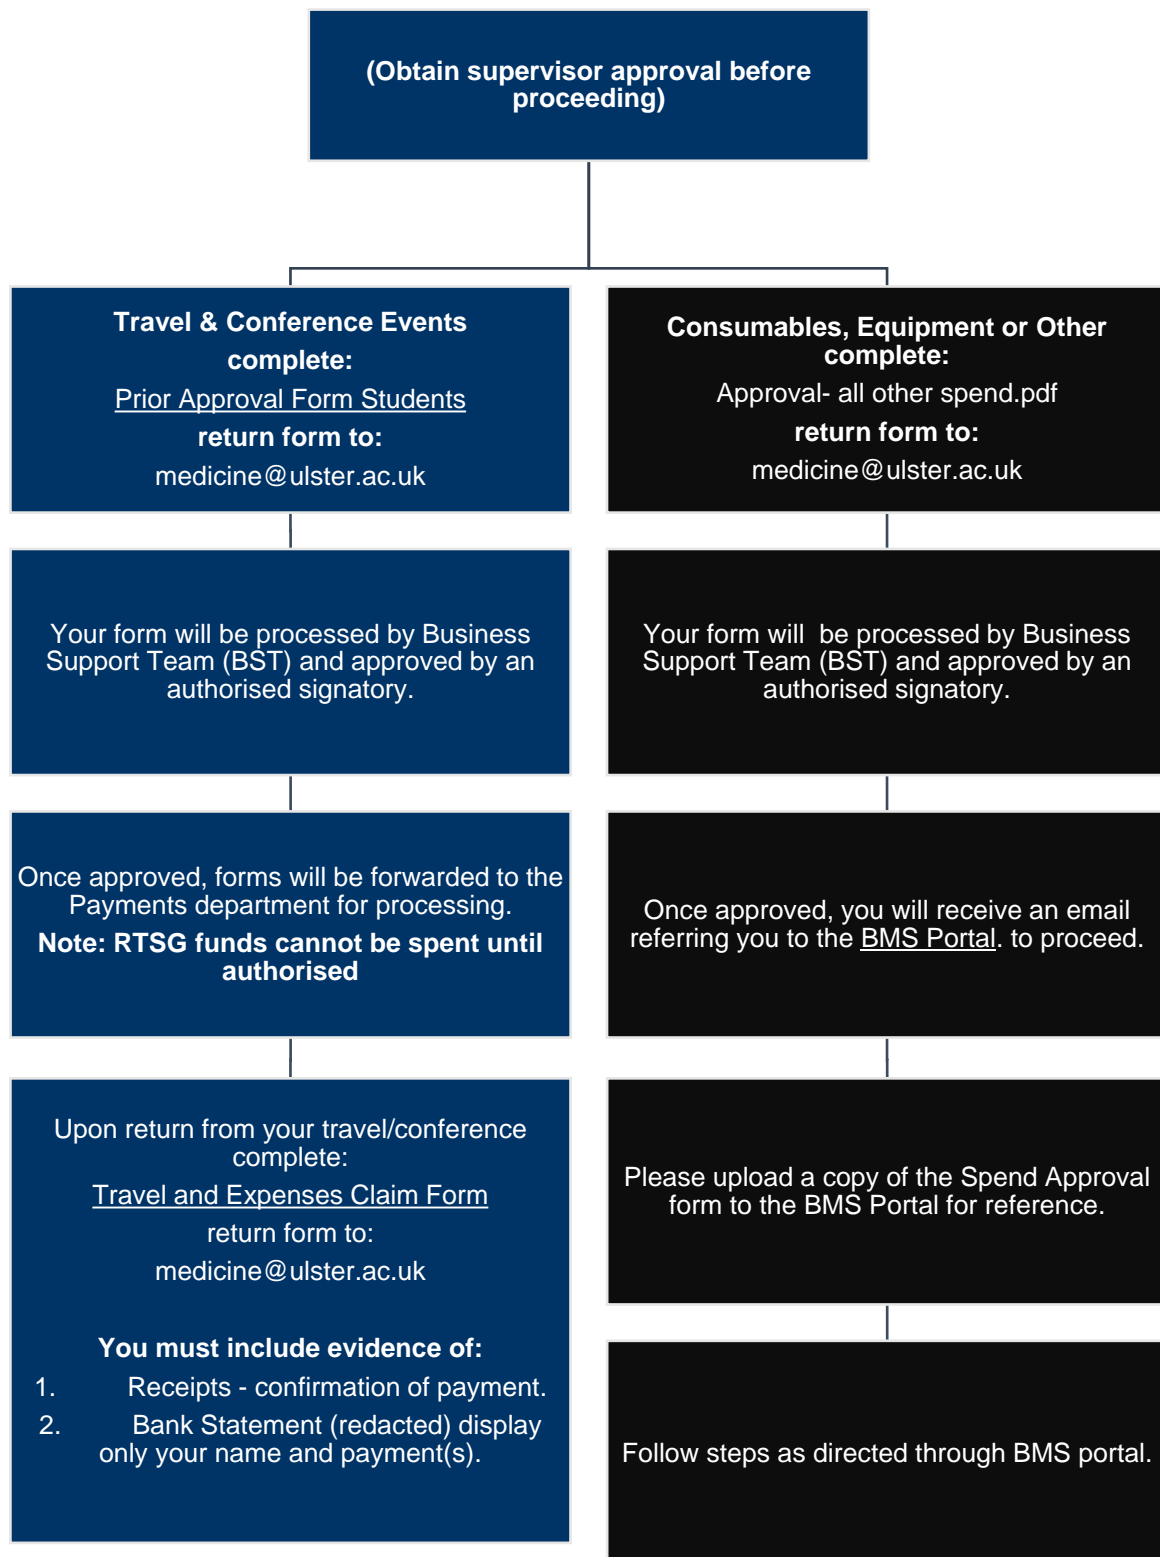 (Obtain supervisor approval before
proceeding)
Travel & Conference Events
complete:
Prior Approval Form Students
return form to:
medicine@ulster.ac.uk
Your form will be processed by Business
Support Team (BST) and approved by an
authorised signatory.
Once approved, forms will be forwarded to the
Payments department for processing.
Note: RTSG funds cannot be spent until
authorised
Upon return from your travel/conference
complete:
Travel and Expenses Claim Form
return form to:
medicine@ulster.ac.uk
You must include evidence of:
1. Receipts - confirmation of payment.
2. Bank Statement (redacted) display
only your name and payment(s).
Consumables, Equipment or Other
complete:
Approval- all other spend.pdf
return form to:
medicine@ulster.ac.uk
Your form will  be processed by Business
Support Team (BST) and approved by an
authorised signatory.
Once approved, you will receive an email
referring you to the BMS Portal. to proceed.
Please upload a copy of the Spend Approval
form to the BMS Portal for reference.
Follow steps as directed through BMS portal.